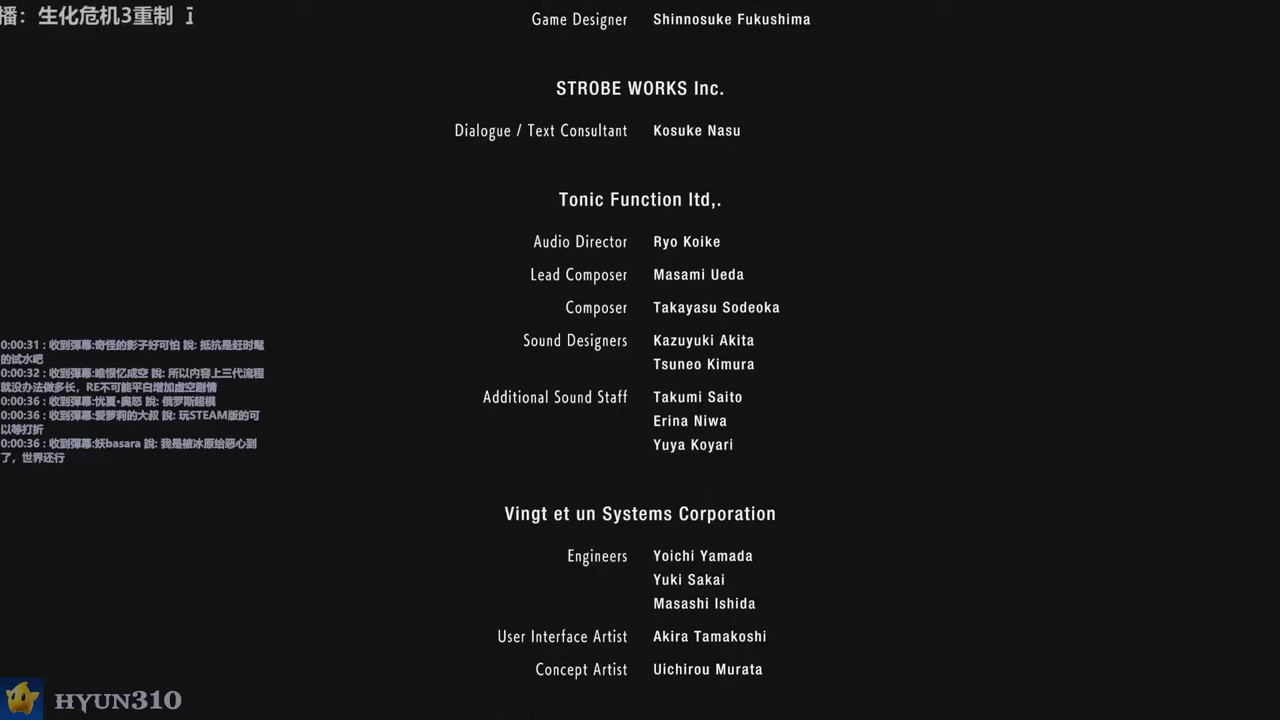 播：生化危机3重制
Game Designer Shinnosuke Fukushima
STROBE WORKS Inc.
Dialogue / Text Consultant Kosuke Nasu
Tonic Function ltd,.
Audio Director Ryo Koike
Lead Composer Masami Ueda
Composer Takayasu Sodeoka
Sound Designers Kazuyuki Akita
Tsuneo Kimura
Additional Sound Staff Takumi Saito
Erina Niwa
Yuya Koyari
Vingt et un Systems Corporation
Engineers Yoichi Yamada
Yuki Sakai
Masashi Ishida
User Interface Artist Akira Tamakoshi
Concept Artist Uichirou Murata
0:00:31 : 收到彈幕:奇怪的影子好可怕 說: 抵抗是赶时髦
的试水吧
0:00:32 : 收到彈幕:唯恨忆成空 說: 所以内容上三代流程
就没办法做多长，RE不可能平白增加虚空剧情
0:00:36 : 收到彈幕:优夏·奥怒 說: 俄罗斯超模
0:00:36 : 收到彈幕:爱萝莉的大叔 說: 玩STEAM版的可
以等打折
0:00:36 : 收到彈幕:妖basara 說: 我是被冰原给恶心到
了，世界还行
HYUN310